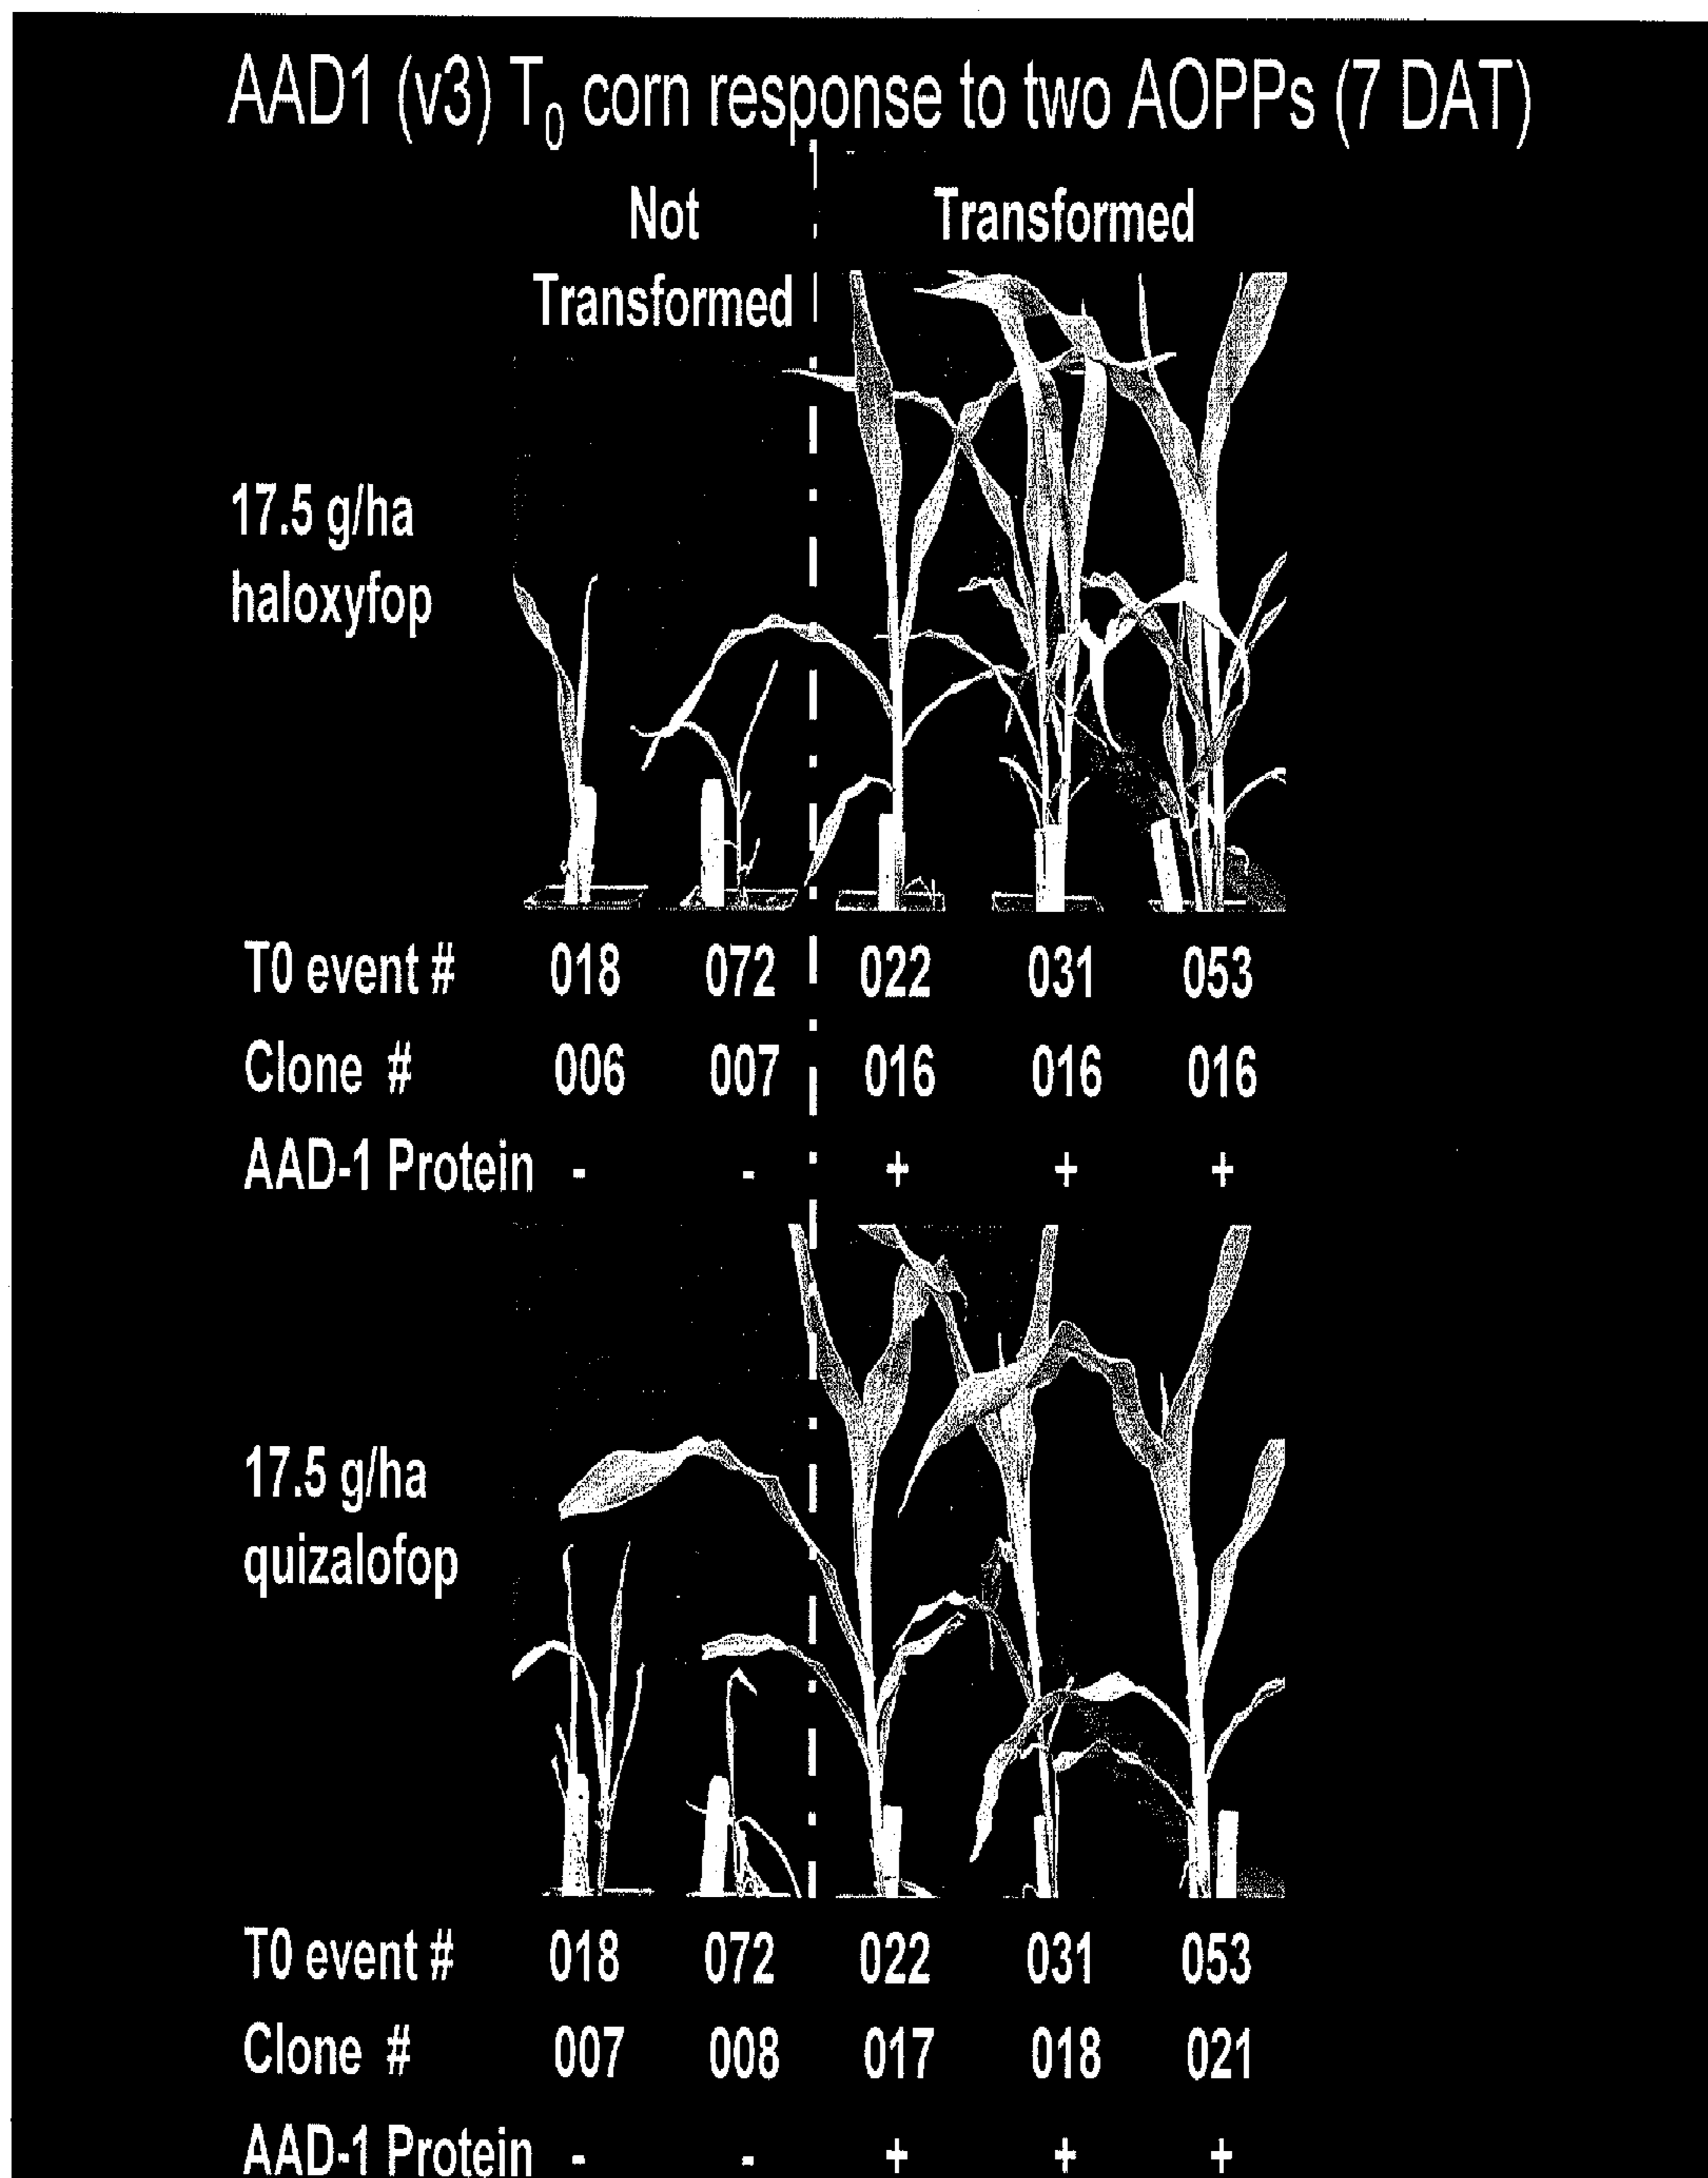 AAD1 (v3) T0 corn response to two AOPPs (7 DAT)
Not Transformed
Transformed
17.5 g/ha
haloxyfop
T0 event # 018 072 022 031 053
Clone # 006 007 016 016 016
AAD-1 Protein - - + + +
17.5 g/ha
quizalofop
T0 event # 018 072 022 031 053
Clone # 007 008 017 018 021
AAD-1 Protein - - + + +